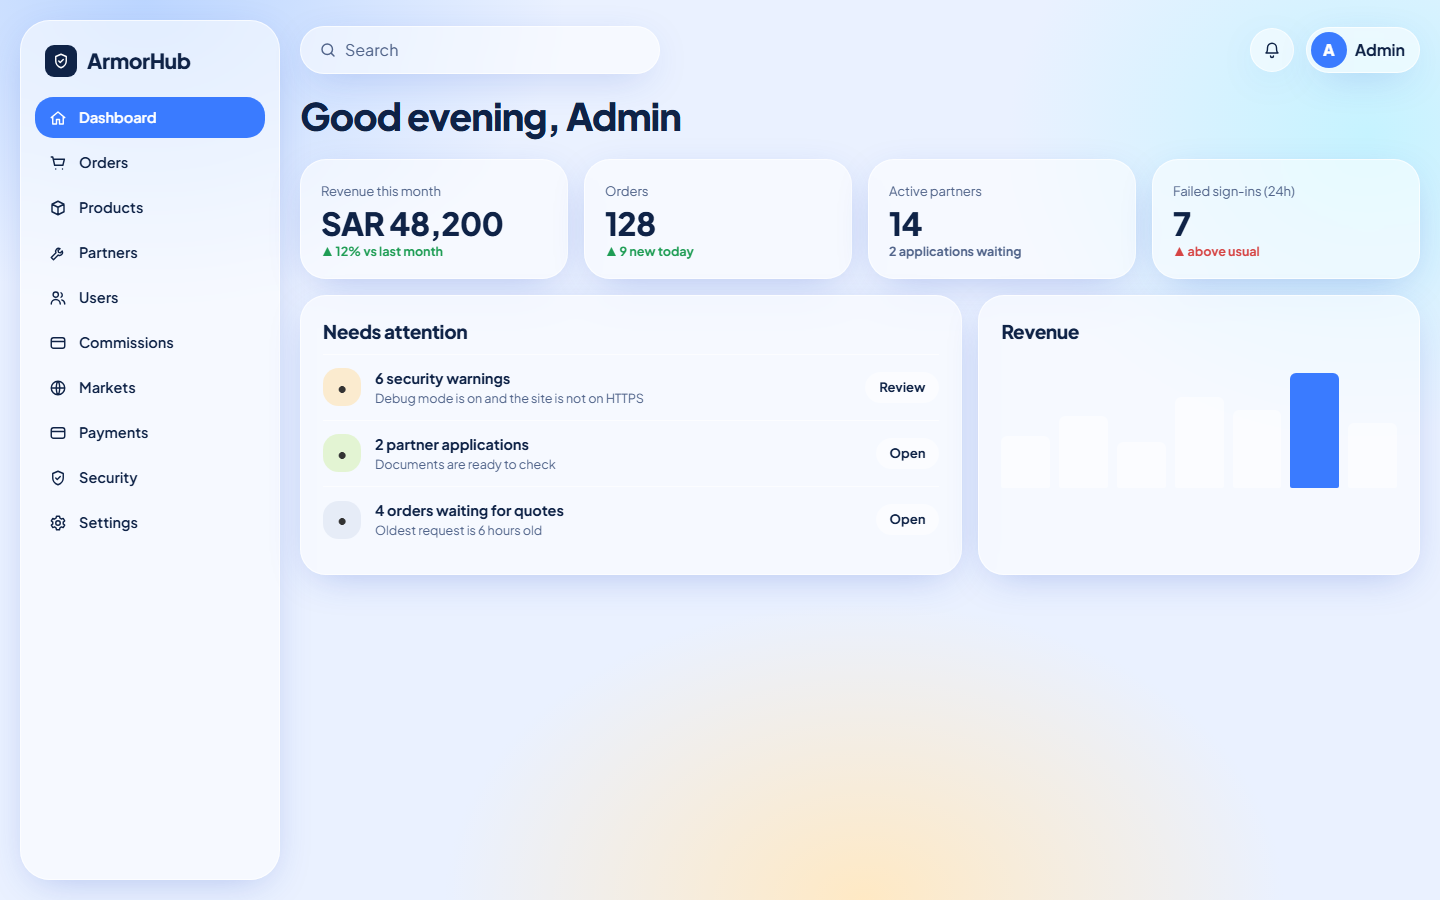 ArmorHub
Dashboard
Orders
Products
Partners
Users
Commissions
Markets
Payments
Security
Settings
Search
A Admin
Good evening, Admin
Revenue this month
SAR 48,200
▲ 12% vs last month
Orders
128
▲ 9 new today
Active partners
14
2 applications waiting
Failed sign-ins (24h)
7
▲ above usual
Needs attention
6 security warnings
Debug mode is on and the site is not on HTTPS
Review
2 partner applications
Documents are ready to check
Open
4 orders waiting for quotes
Oldest request is 6 hours old
Open
Revenue